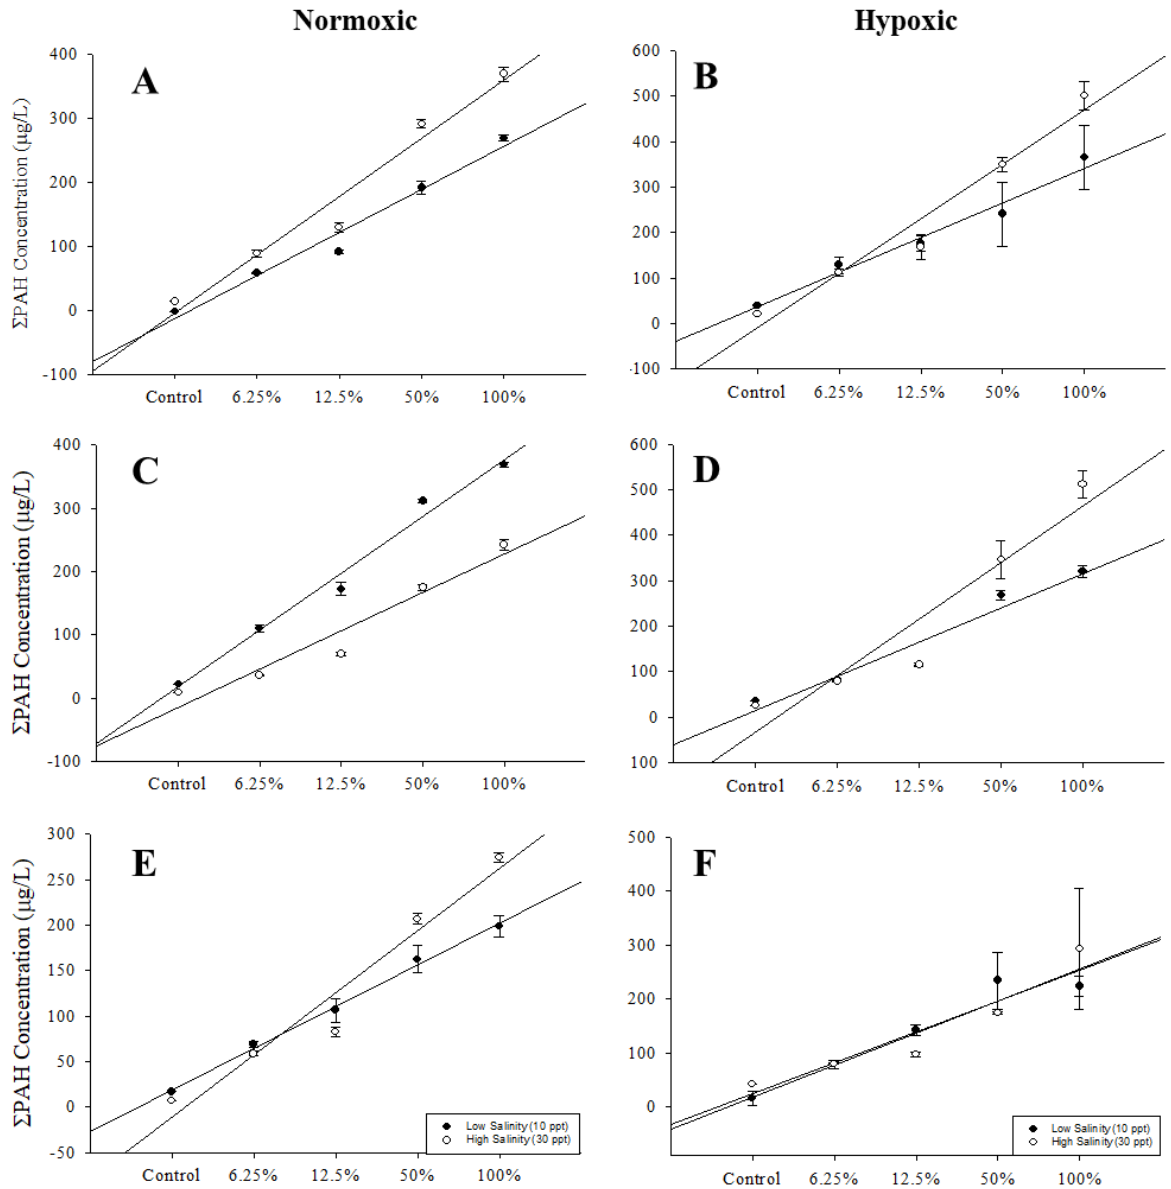 Normoxic
Hypoxic
A
ΣPAH Concentration (µg/L)
400
300
200
100
0
-100
Control 6.25% 12.5% 50% 100%
B
600
500
400
300
200
100
0
-100
Control 6.25% 12.5% 50% 100%
C
ΣPAH Concentration (µg/L)
400
300
200
100
0
-100
Control 6.25% 12.5% 50% 100%
D
600
500
400
300
200
100
0
100
Control 6.25% 12.5% 50% 100%
E
ΣPAH Concentration (µg/L)
300
250
200
150
100
50
0
-50
Control 6.25% 12.5% 50% 100%
Low Salinity (10 ppt)
High Salinity (30 ppt)
F
500
400
300
200
100
0
Control 6.25% 12.5% 50% 100%
Low Salinity (10 ppt)
High Salinity (30 ppt)